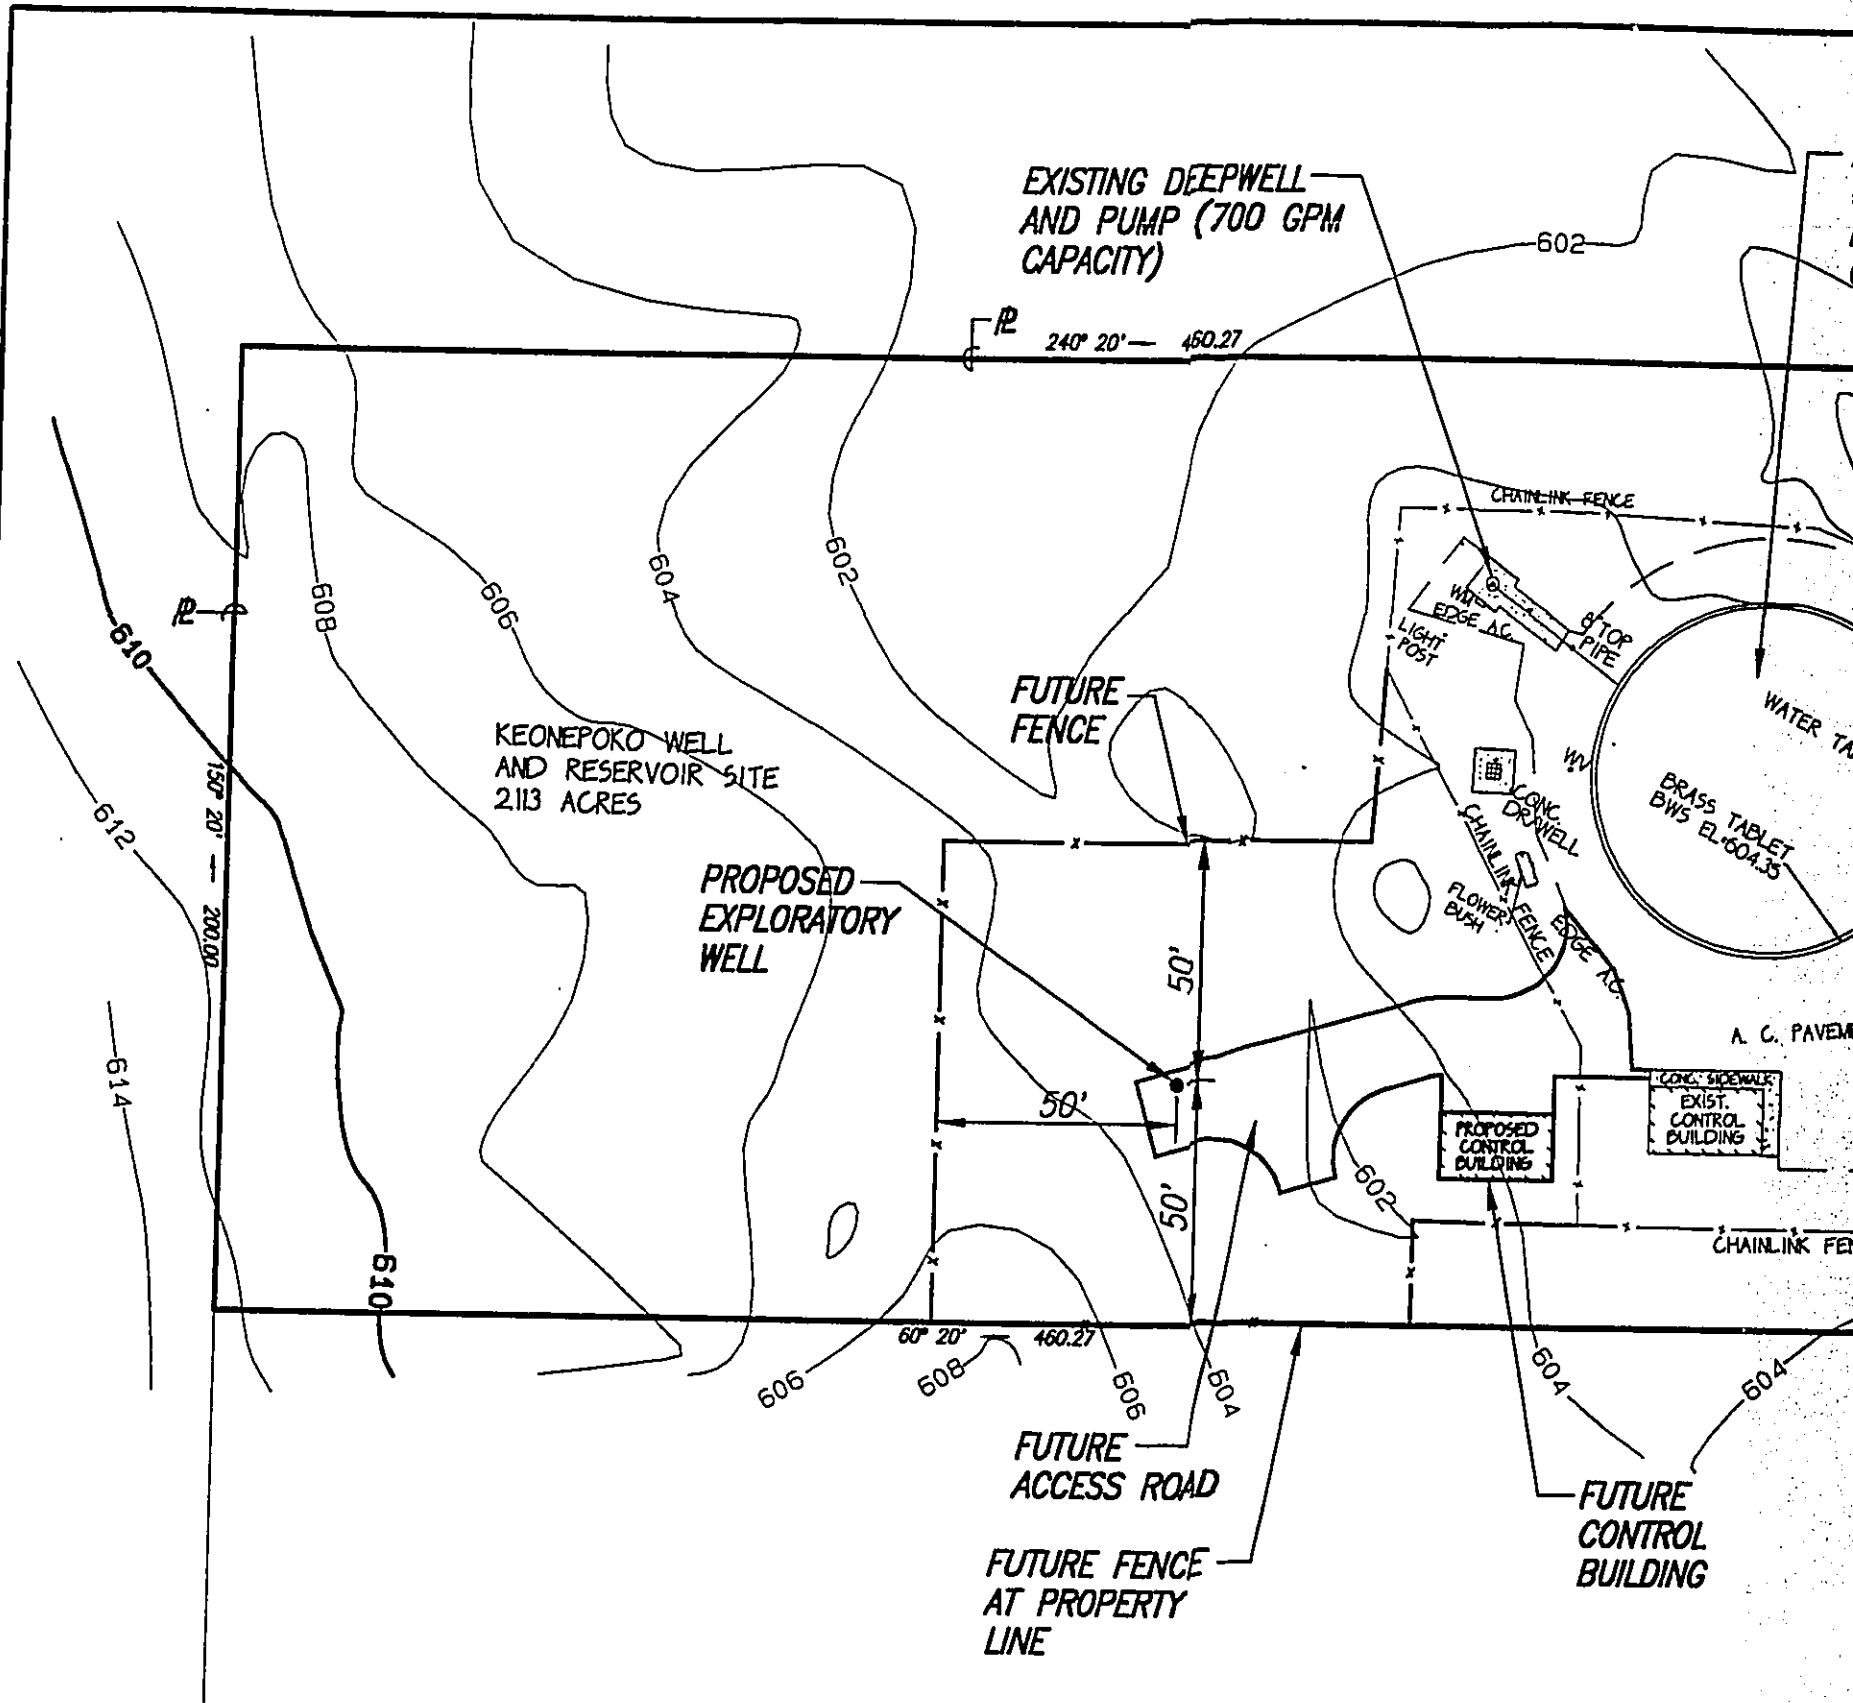 EXISTING DEEPWELL
AND PUMP (700 GPM
CAPACITY)
602
PL
240° 20' — 460.27
CHAINLINK FENCE
WV
EDGE A.C.
LIGHT
POST
8" TOP
PIPE
PL
608
606
604
602
610
FUTURE
FENCE
WATER
KEONEPOKO WELL
AND RESERVOIR SITE
2.113 ACRES
WV
BRASS TABLET
BWS EL=604.35
CONC.
DRYWELL
612
150° 20' — 200.00
PROPOSED
EXPLORATORY
WELL
CHAINLINK FENCE
FLOWER
BUSH
EDGE A.C.
50'
A. C.
614
50'
CONC. SIDEWALK
EXIST.
CONTROL
BUILDING
PROPOSED
CONTROL
BUILDING
602
50'
CHAINLINK
610
60° 20' 460.27
606
608
606
604
604
604
FUTURE
ACCESS ROAD
FUTURE
CONTROL
BUILDING
FUTURE FENCE
AT PROPERTY
LINE